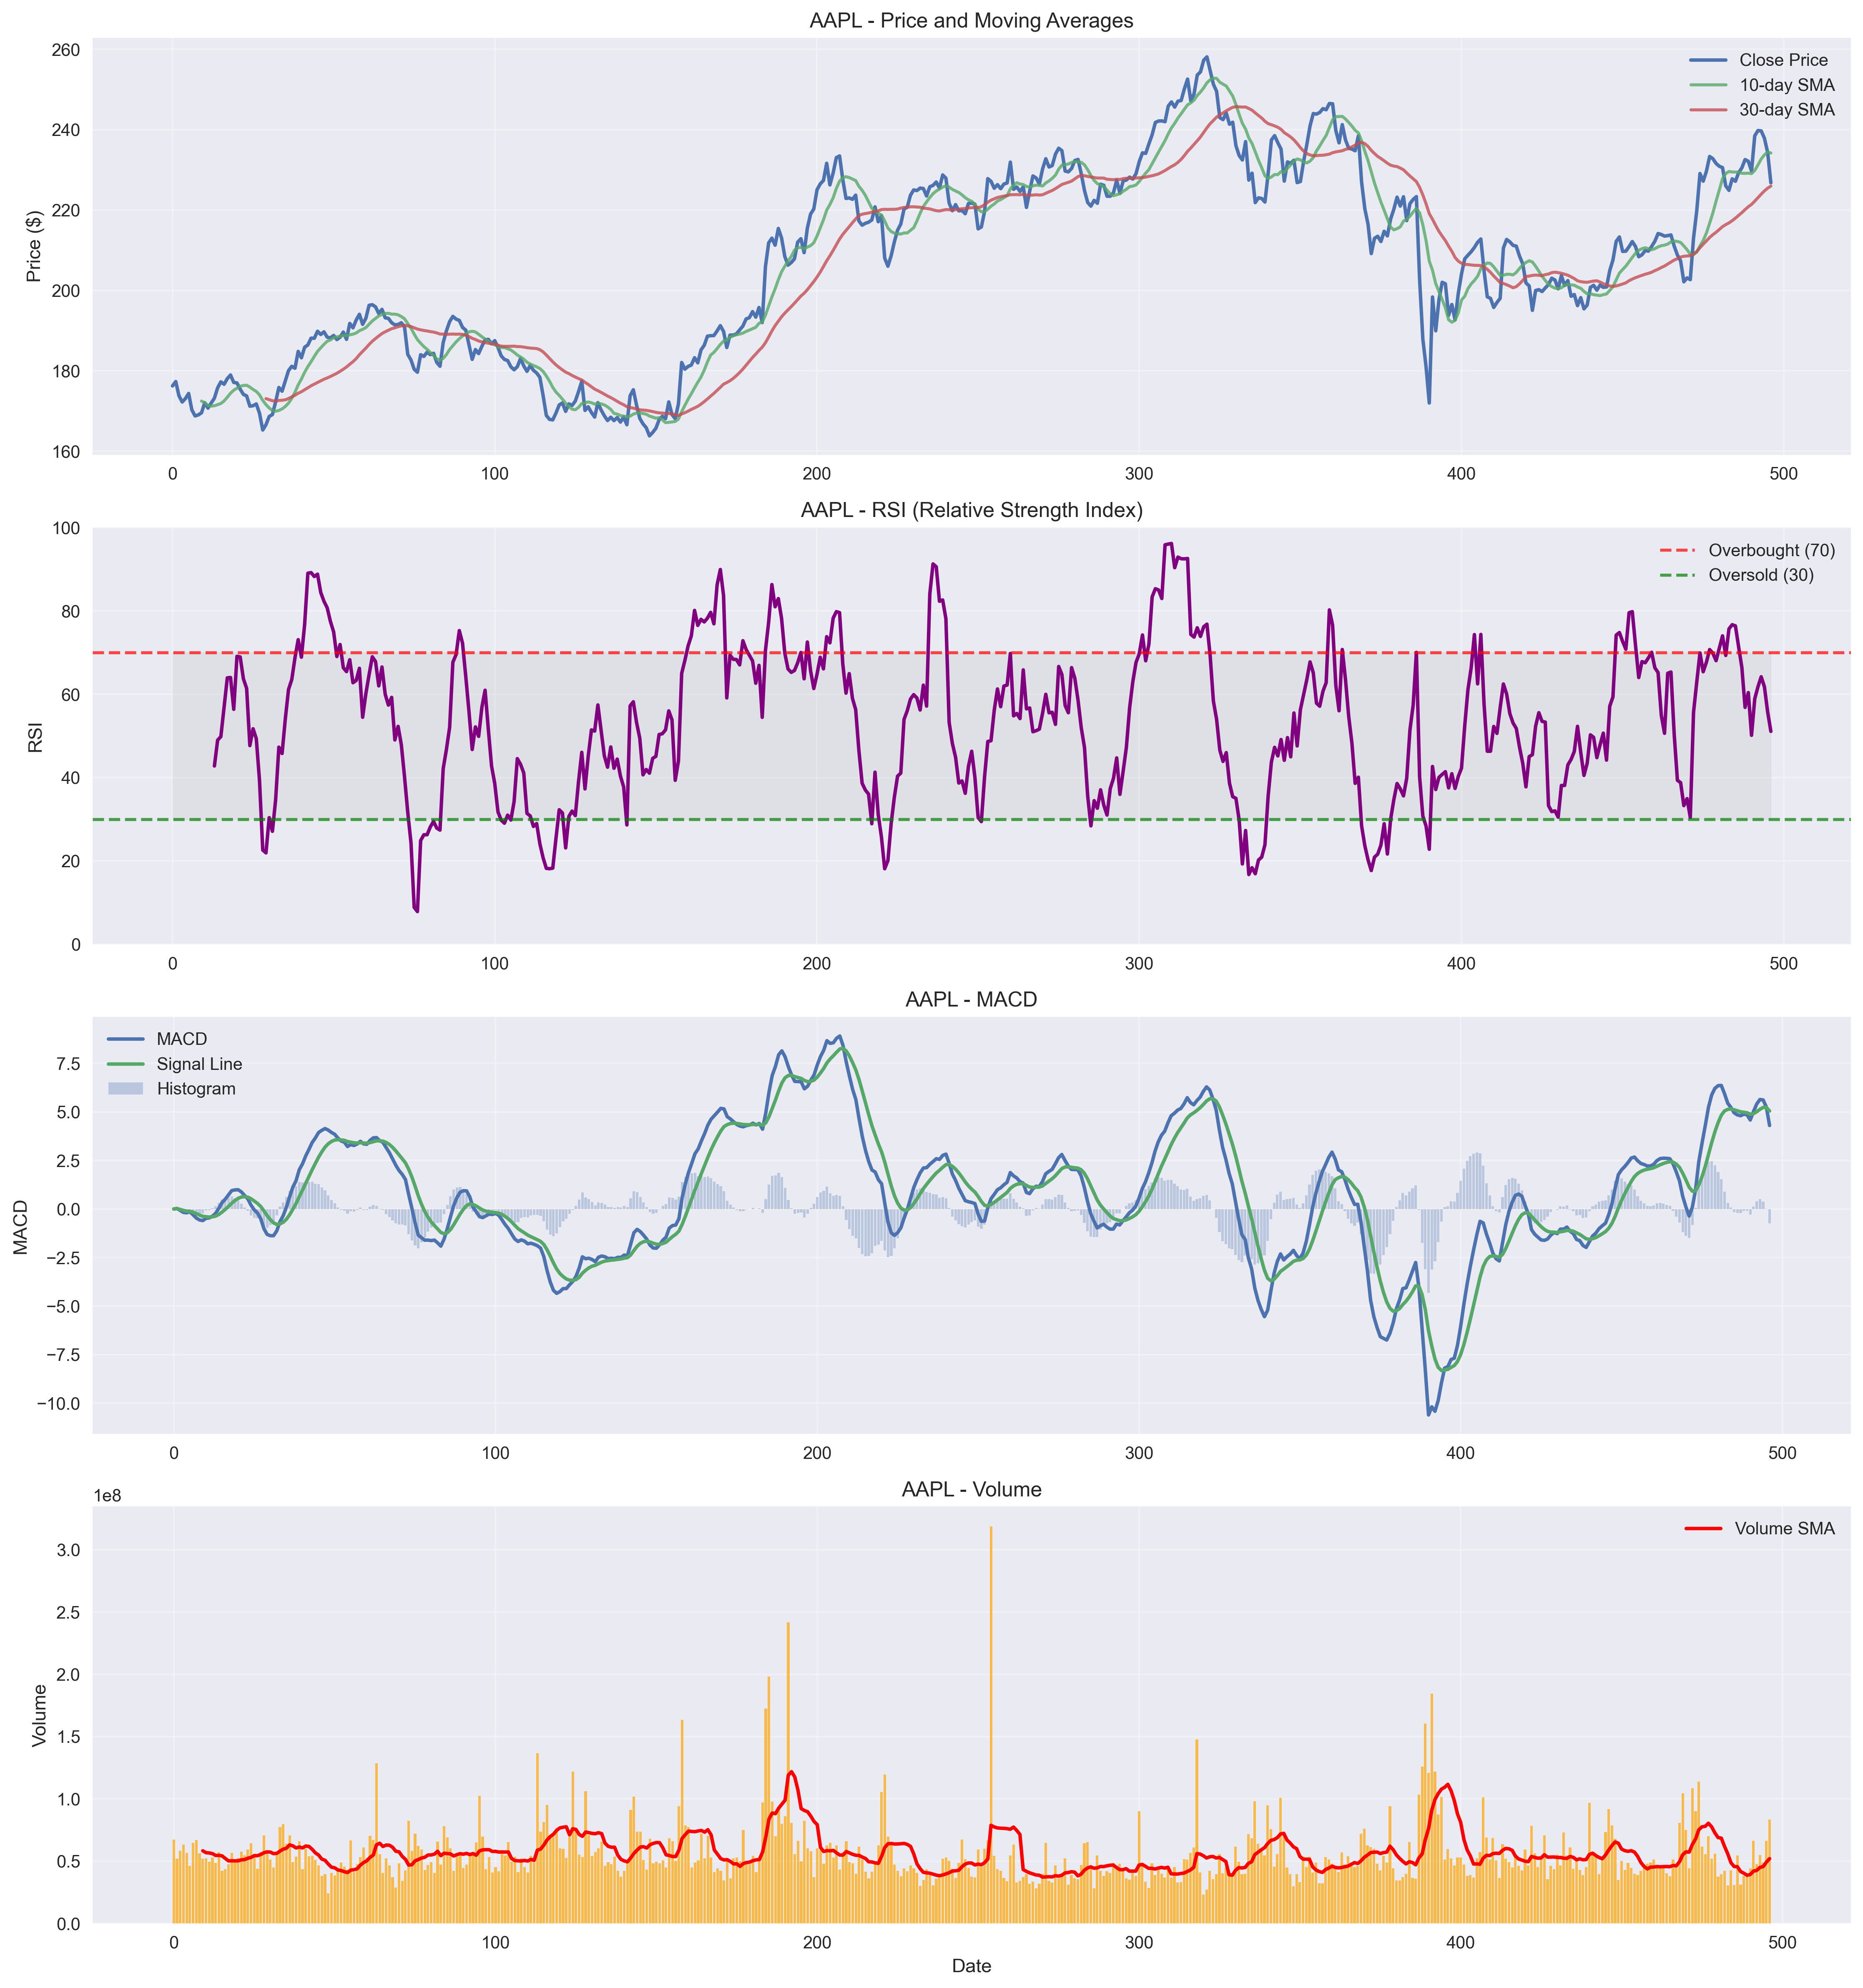 AAPL - Price and Moving Averages
260
240
220
200
180
160
Price ($)
Close Price
10-day SMA
30-day SMA
0 100 200 300 400 500
AAPL - RSI (Relative Strength Index)
100
80
60
40
20
0
RSI
Overbought (70)
Oversold (30)
0 100 200 300 400 500
AAPL - MACD
MACD
Signal Line
Histogram
7.5
5.0
2.5
0.0
−2.5
−5.0
−7.5
−10.0
MACD
0 100 200 300 400 500
AAPL - Volume
1e8
3.0
2.5
2.0
1.5
1.0
0.5
0.0
Volume
Volume SMA
0 100 200 300 400 500
Date